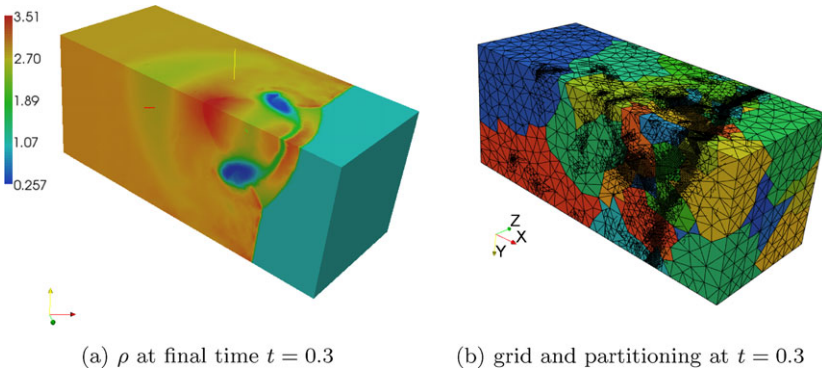 3.51
2.70
1.89
1.07
0.257
Z
X
Y
(a) ρ at final time t = 0.3
(b) grid and partitioning at t = 0.3